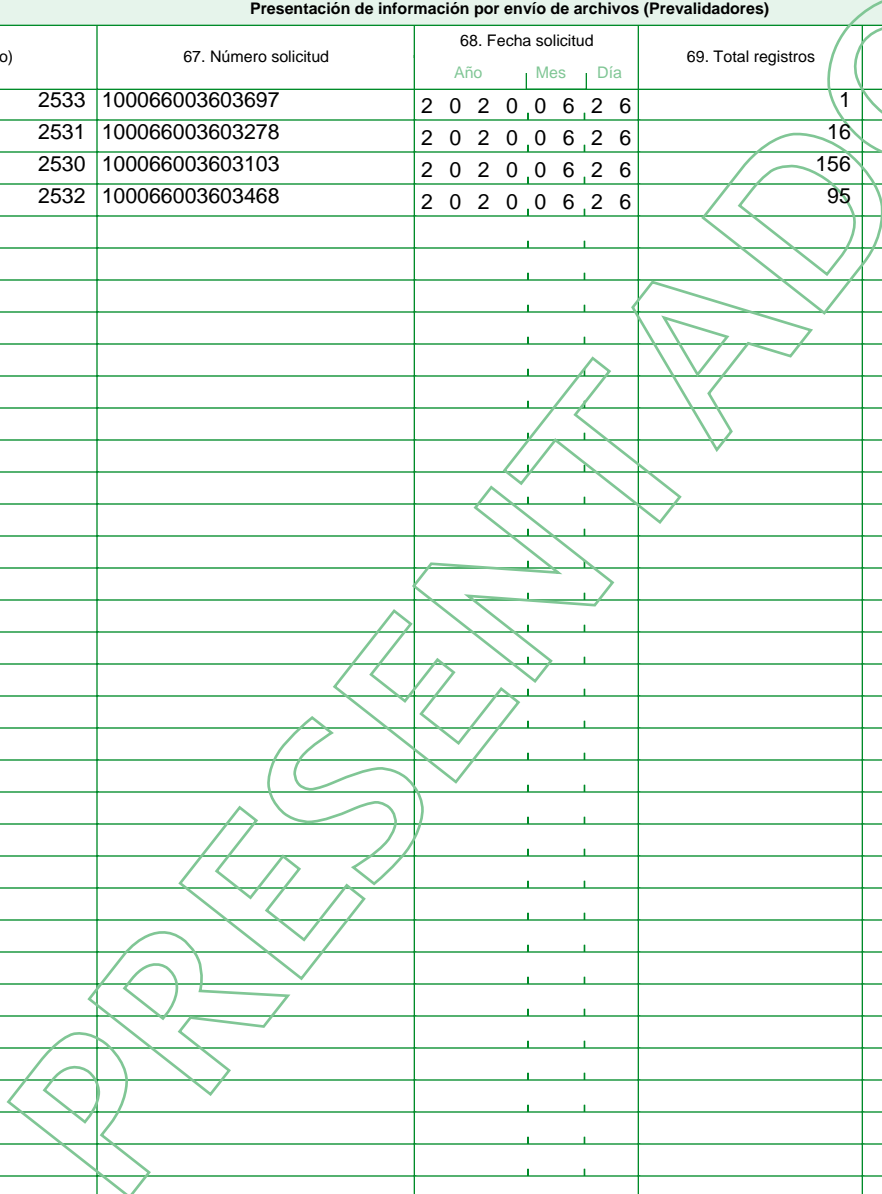 Presentación de información por envío de archivos (Prevalidadores)
o) 67. Número solicitud 68. Fecha solicitud 69. Total registros
Año Mes Día
2533 100066003603697 2 0 2 0 0 6 2 6 1
2531 100066003603278 2 0 2 0 0 6 2 6 16
2530 100066003603103 2 0 2 0 0 6 2 6 156
2532 100066003603468 2 0 2 0 0 6 2 6 95
PRESENTADO